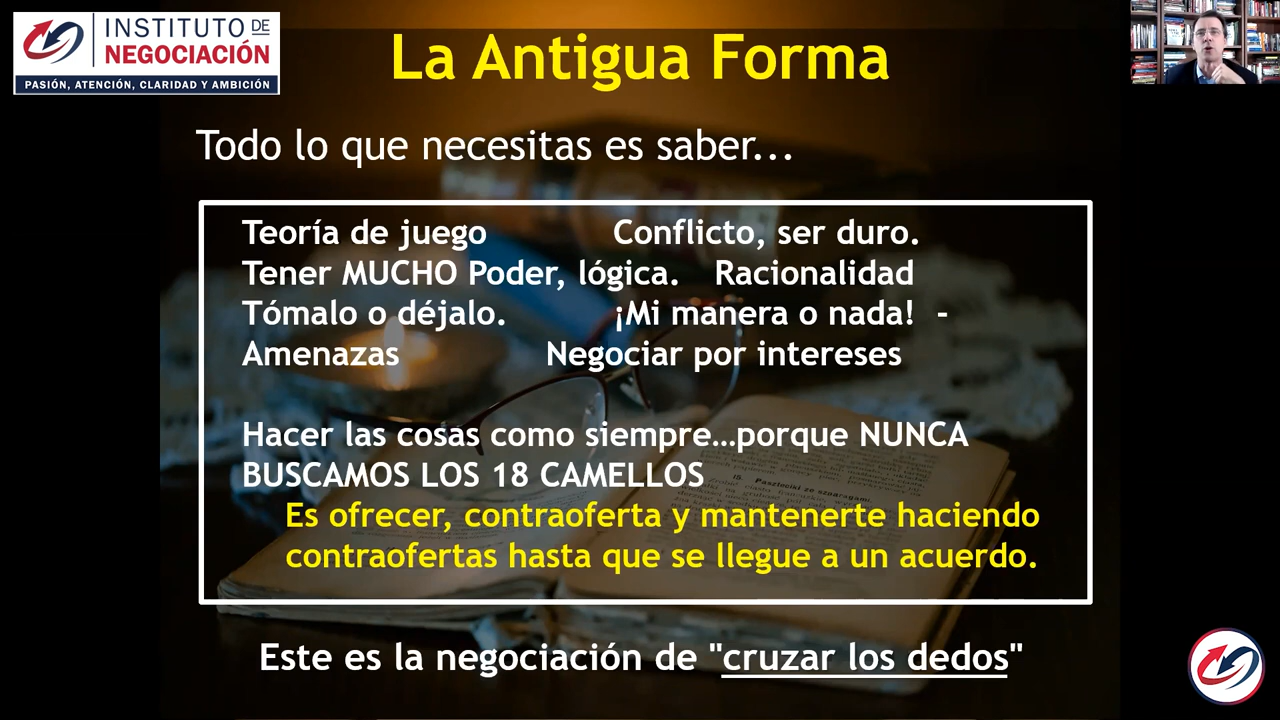 INSTITUTO DE
NEGOCIACIÓN
PASIÓN, ATENCIÓN, CLARIDAD Y AMBICIÓN
La Antigua Forma
Todo lo que necesitas es saber...
Teoría de juego Conflicto, ser duro.
Tener MUCHO Poder, lógica. Racionalidad
Tómalo o déjalo. ¡Mi manera o nada! -
Amenazas Negociar por intereses
Hacer las cosas como siempre...porque NUNCA
BUSCAMOS LOS 18 CAMELLOS
Es ofrecer, contraoferta y mantenerte haciendo
contraofertas hasta que se llegue a un acuerdo.
Este es la negociación de "cruzar los dedos"